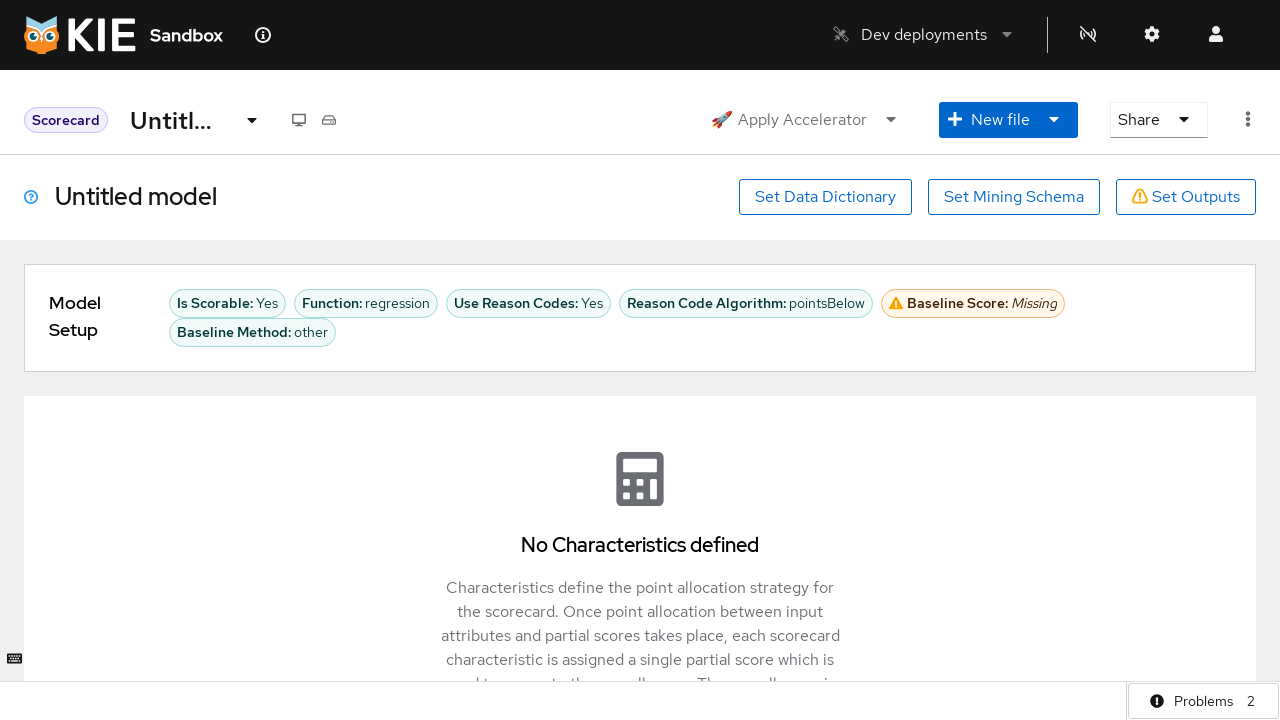 KIE Sandbox
Dev deployments
Scorecard
Untitl...
Apply Accelerator
New file
Share
Untitled model
Set Data Dictionary
Set Mining Schema
Set Outputs
Model Setup
Is Scorable: Yes
Function: regression
Use Reason Codes: Yes
Reason Code Algorithm: pointsBelow
Baseline Score: Missing
Baseline Method: other
No Characteristics defined
Characteristics define the point allocation strategy for
the scorecard. Once point allocation between input
attributes and partial scores takes place, each scorecard
characteristic is assigned a single partial score which is
Problems 2